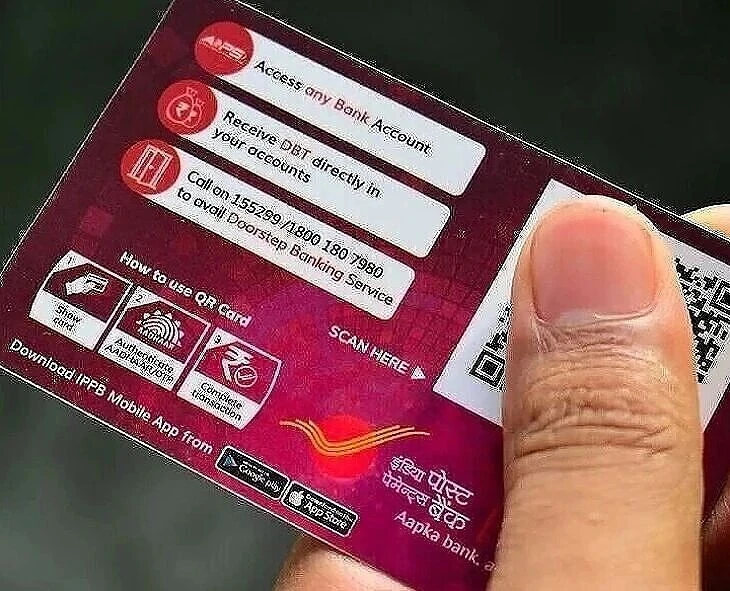 AePS
Access any Bank Account
Receive DBT directly in
your accounts
Call on 155299/1800 180 7980
to avail Doorstep Banking Service
How to use QR Card
1
Show
card
2
Authenticate
3
Complete
transaction
SCAN HERE
Download IPPB Mobile App from
Google play
App Store
इंडिया पोस्ट
पेमेन्ट्स बैंक
Aapka bank,